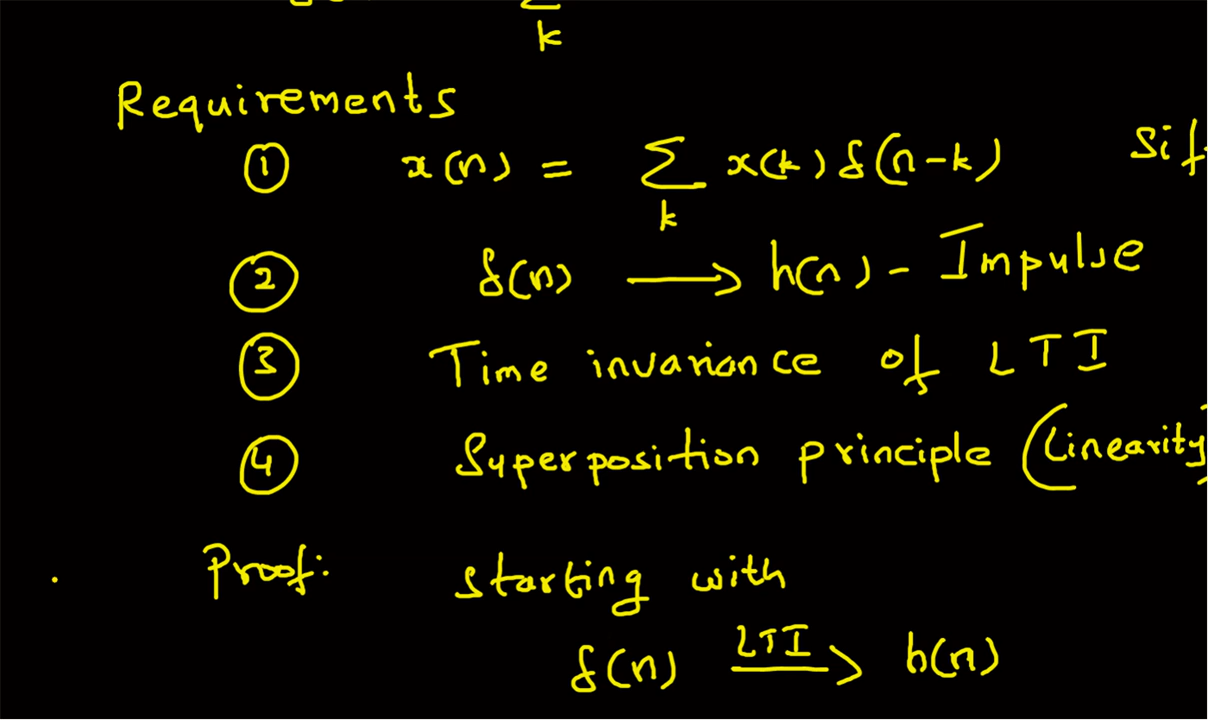 k
Requirements
① x(n) = ∑ x(k) δ(n-k) Sif
k
② δ(n) → h(n) - Impulse
③ Time invariance of LTI
④ Superposition principle (Linearity)
Proof: starting with
δ(n) LTI → h(n)